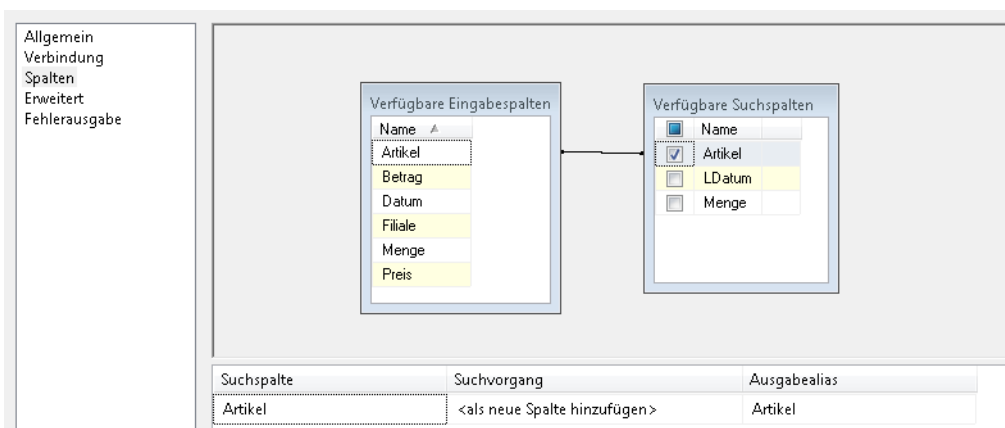 Allgemein
Verbindung
Spalten
Erweitert
Fehlerausgabe
Verfügbare Eingabespalten
Name
Artikel
Betrag
Datum
Filiale
Menge
Preis
Verfügbare Suchspalten
Name
Artikel
LDatum
Menge
Suchspalte Suchvorgang Ausgabealias
Artikel <als neue Spalte hinzufügen> Artikel